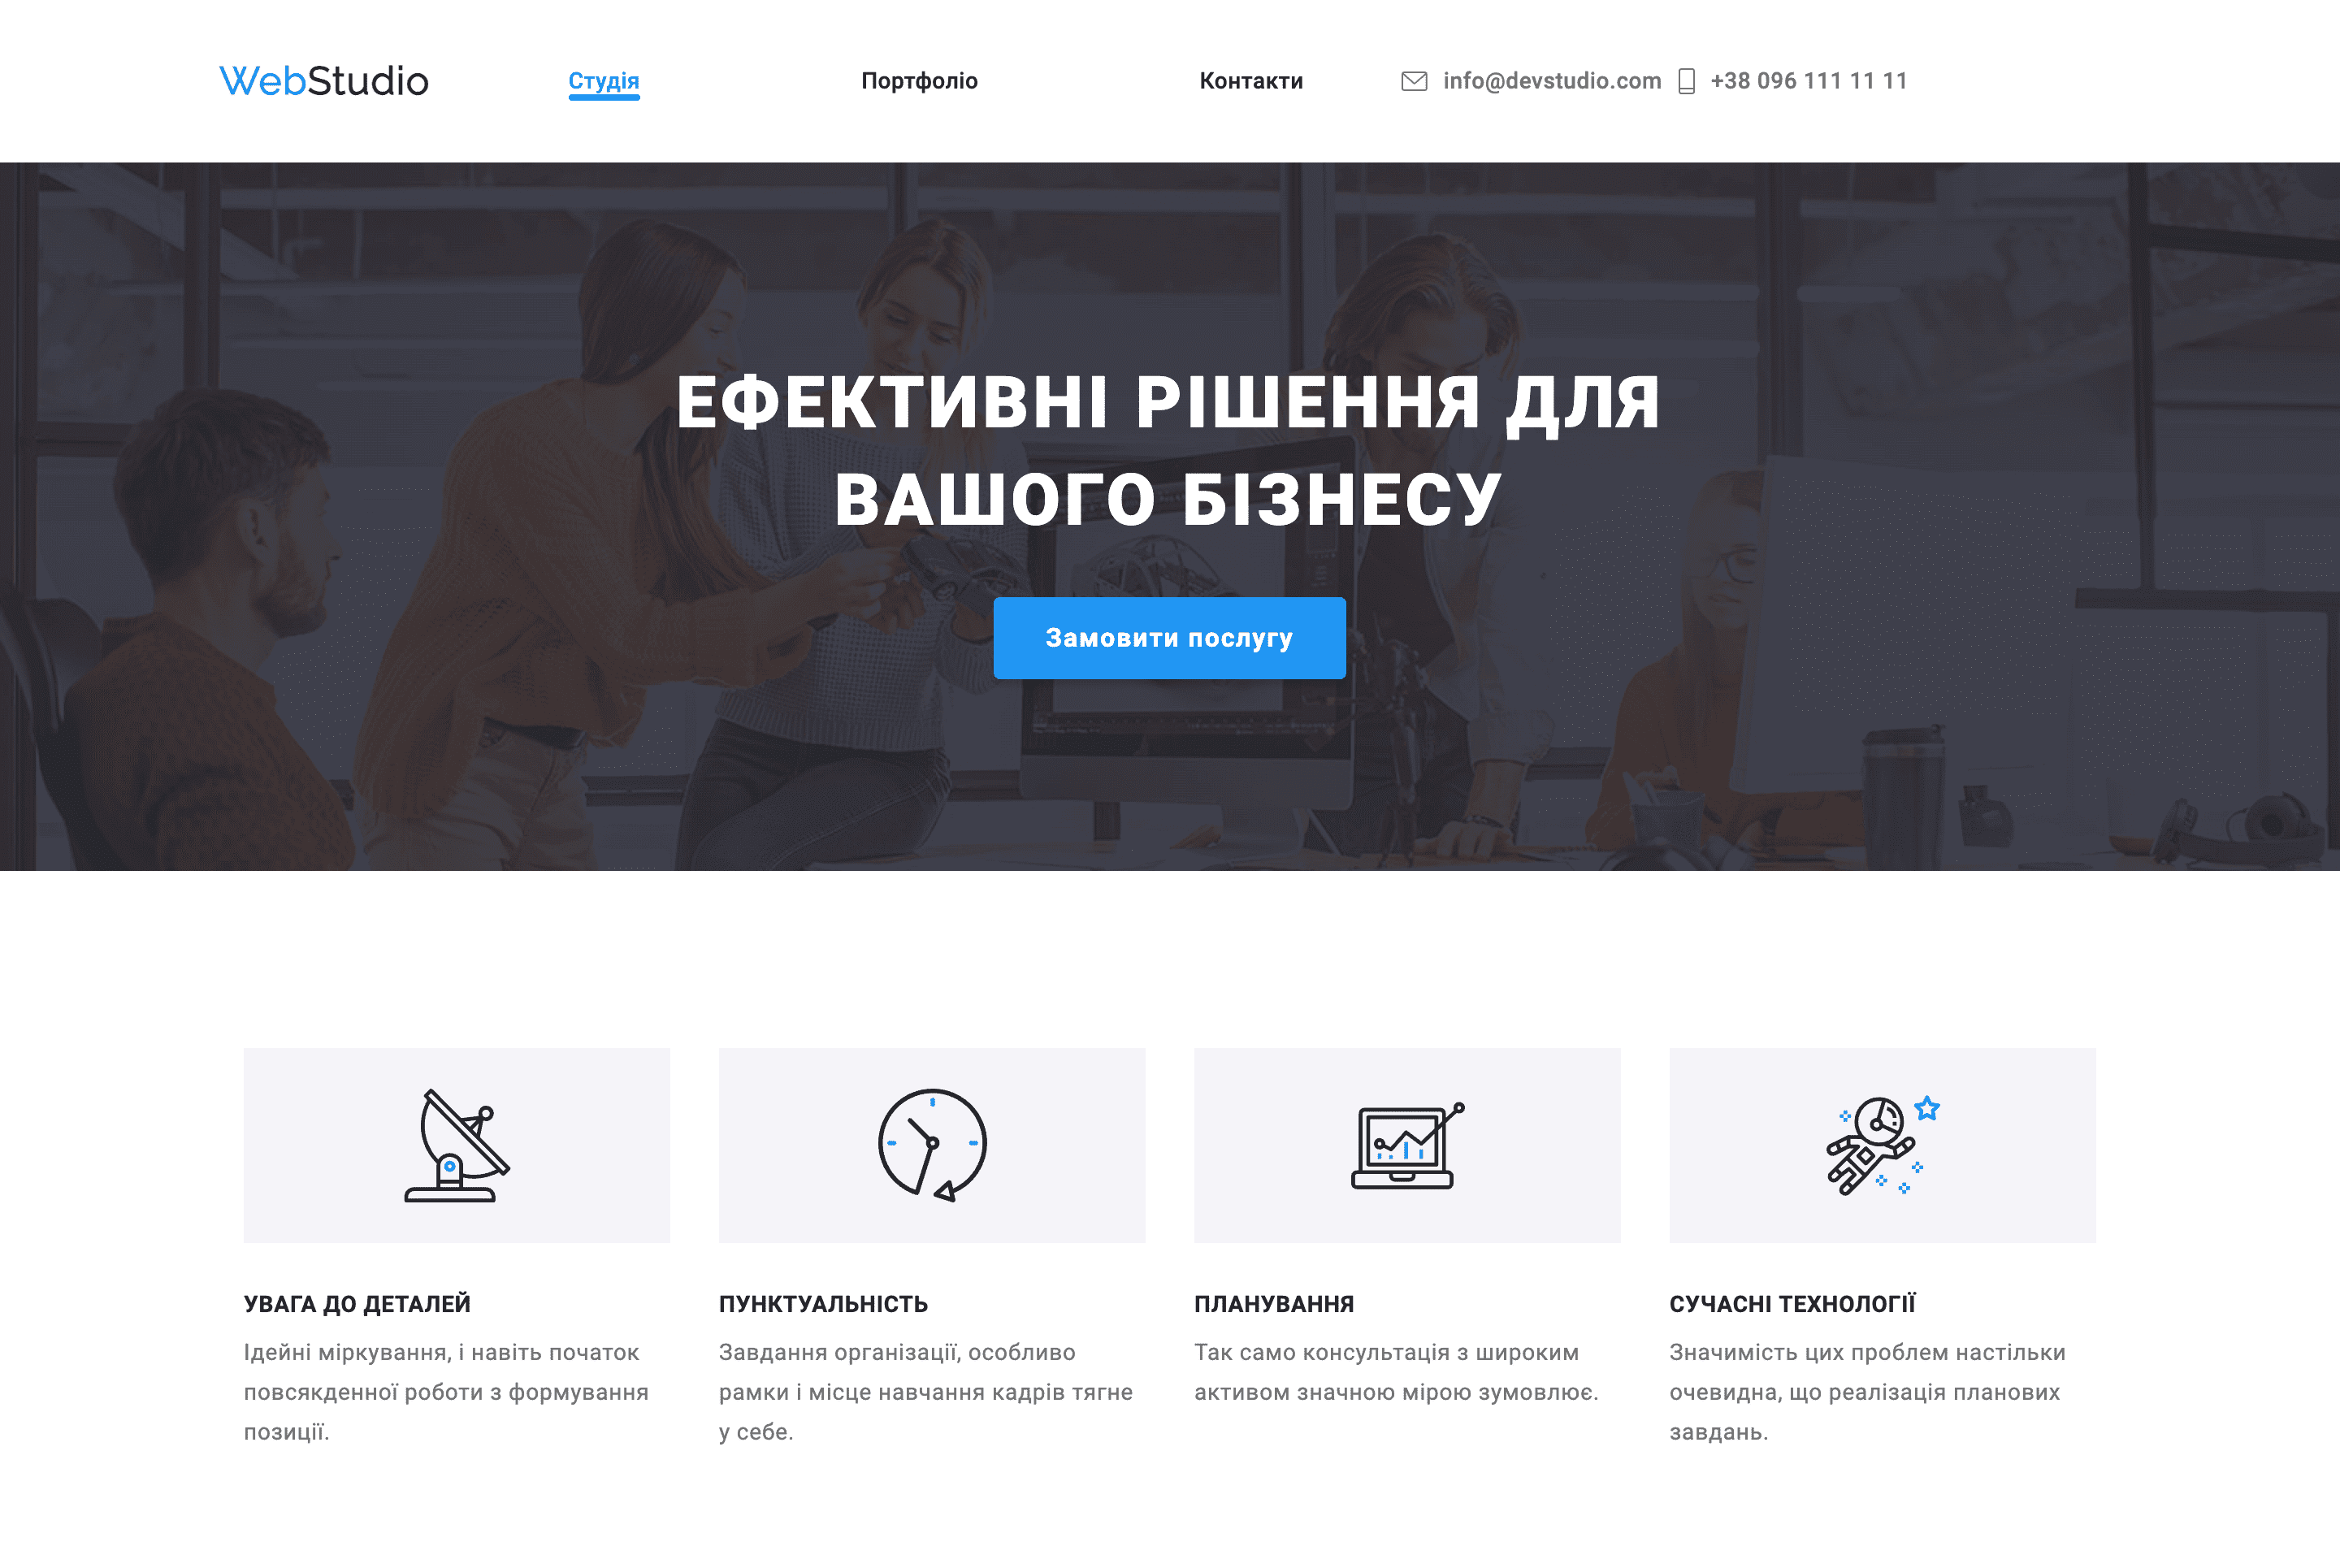 WebStudio Студія Портфоліо Контакти info@devstudio.com +38 096 111 11 11
ЕФЕКТИВНІ РІШЕННЯ ДЛЯ
ВАШОГО БІЗНЕСУ
Замовити послугу
УВАГА ДО ДЕТАЛЕЙ
Ідейні міркування, і навіть початок
повсякденної роботи з формування
позиції.
ПУНКТУАЛЬНІСТЬ
Завдання організації, особливо
рамки і місце навчання кадрів тягне
у себе.
ПЛАНУВАННЯ
Так само консультація з широким
активом значною мірою зумовлює.
СУЧАСНІ ТЕХНОЛОГІЇ
Значимість цих проблем настільки
очевидна, що реалізація планових
завдань.